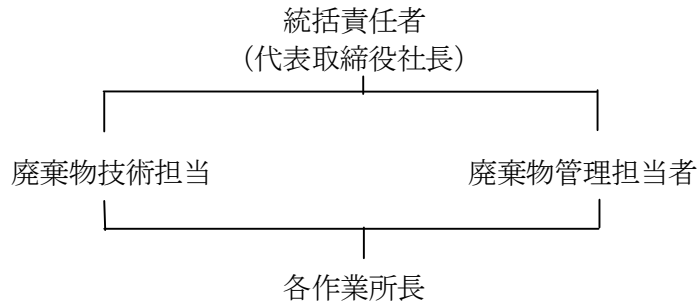 統括責任者
（代表取締役社長）
廃棄物技術担当
廃棄物管理担当者
各作業所長